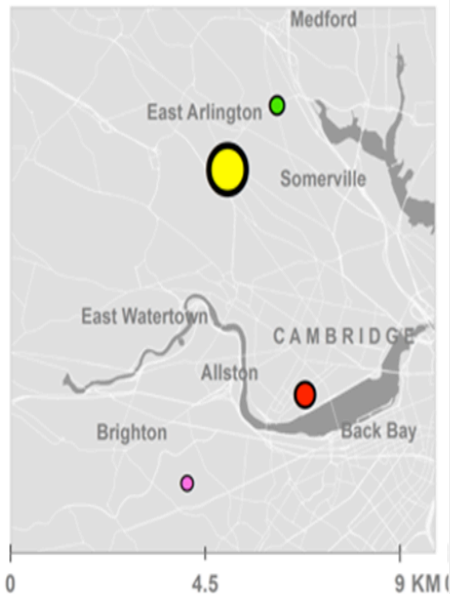 Medford
East Arlington
Somerville
East Watertown
CAMBRIDGE
Allston
Brighton
Back Bay
0 4.5 9 KM